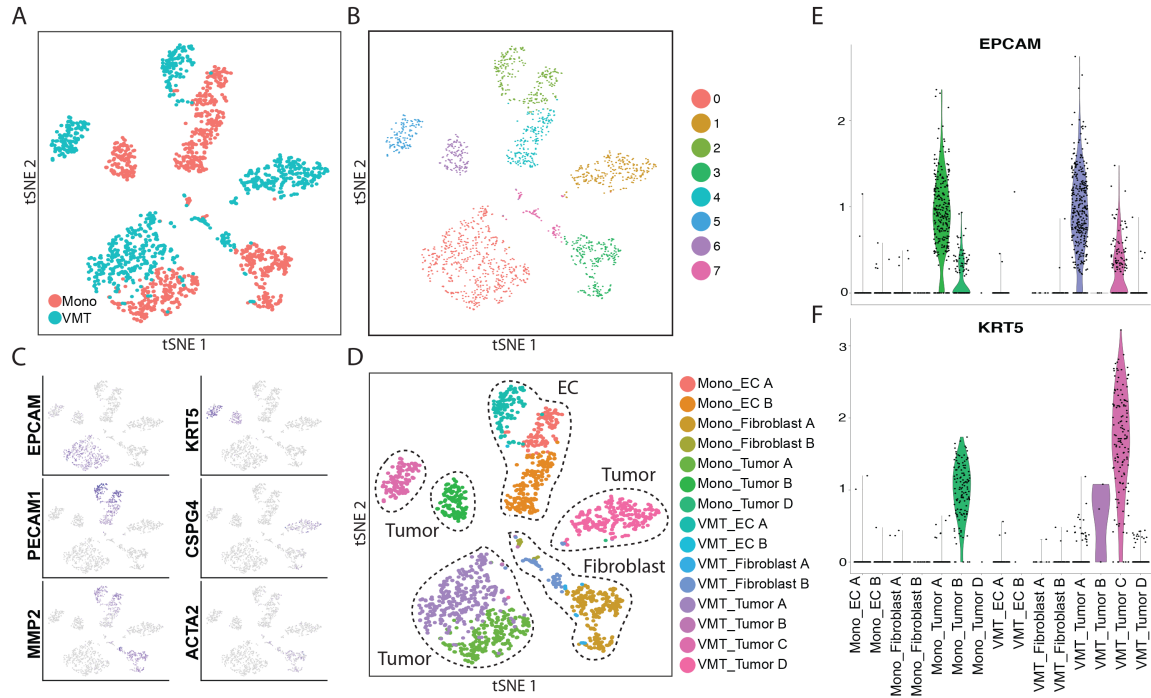 A
tSNE 2
Mono
VMT
tSNE 1
B
tSNE 2
tSNE 1
0
1
2
3
4
5
6
7
C
EPCAM
KRT5
PECAM1
CSPG4
MMP2
ACTA2
D
EC
Tumor
Tumor
Fibroblast
Tumor
tSNE 2
tSNE 1
Mono_EC A
Mono_EC B
Mono_Fibroblast A
Mono_Fibroblast B
Mono_Tumor A
Mono_Tumor B
Mono_Tumor D
VMT_EC A
VMT_EC B
VMT_Fibroblast A
VMT_Fibroblast B
VMT_Tumor A
VMT_Tumor B
VMT_Tumor C
VMT_Tumor D
E
EPCAM
2
1
0
F
KRT5
3
2
1
0
Mono_EC A
Mono_EC B
Mono_Fibroblast A
Mono_Fibroblast B
Mono_Tumor A
Mono_Tumor B
Mono_Tumor D
VMT_EC A
VMT_EC B
VMT_Fibroblast A
VMT_Fibroblast B
VMT_Tumor A
VMT_Tumor B
VMT_Tumor C
VMT_Tumor D